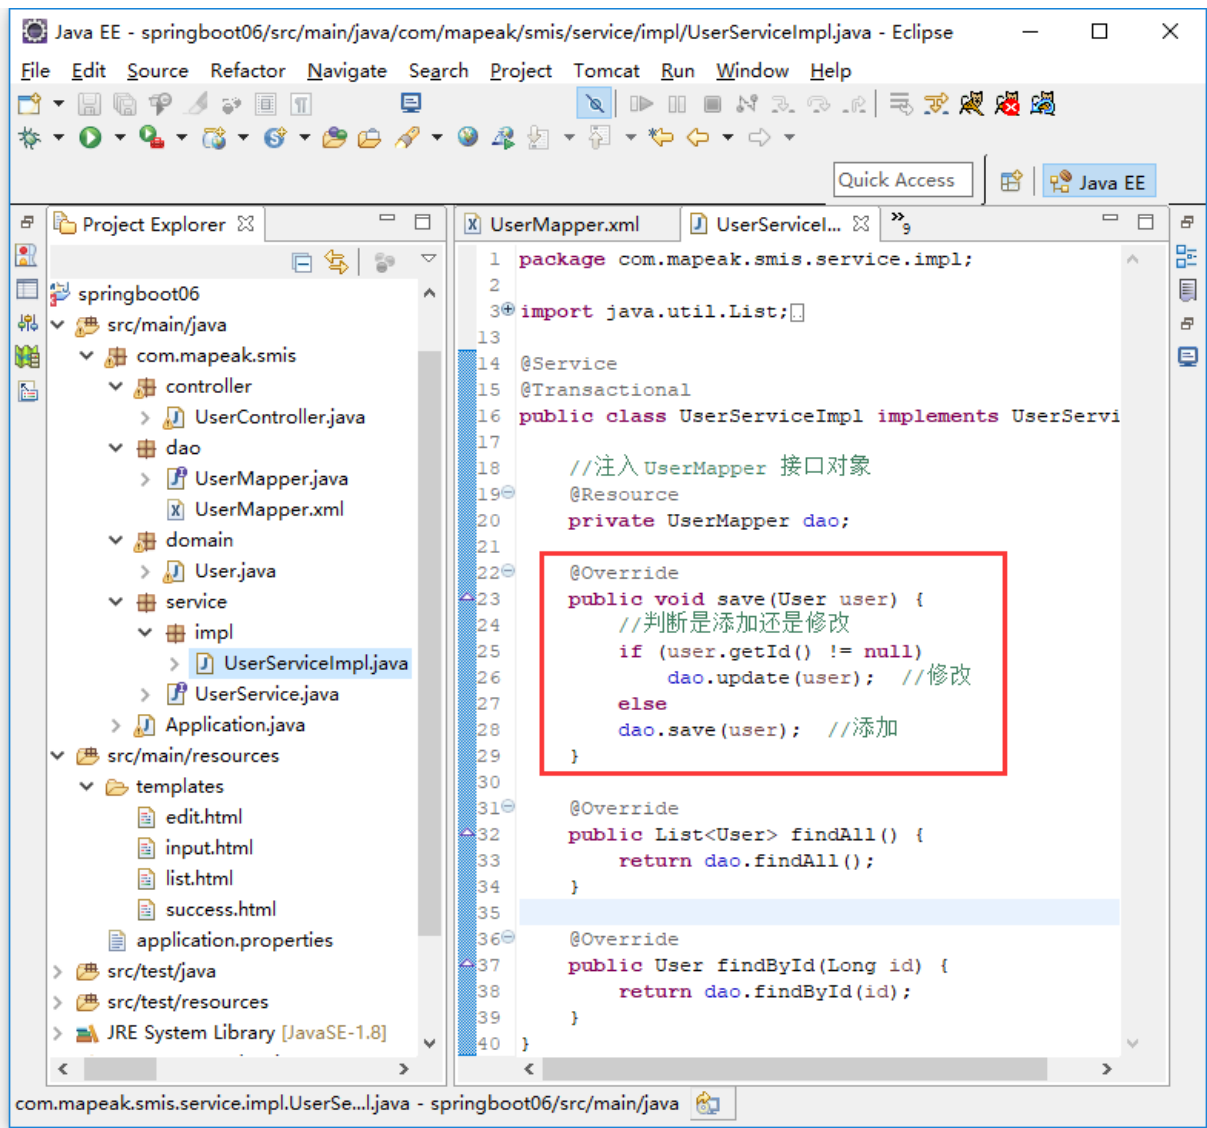 Java EE - springboot06/src/main/java/com/mapeak/smis/service/impl/UserServiceImpl.java - Eclipse
File Edit Source Refactor Navigate Search Project Tomcat Run Window Help
Quick Access
Java EE
Project Explorer
springboot06
src/main/java
com.mapeak.smis
controller
UserController.java
dao
UserMapper.java
UserMapper.xml
domain
User.java
service
impl
UserServiceImpl.java
UserService.java
Application.java
src/main/resources
templates
edit.html
input.html
list.html
success.html
application.properties
src/test/java
src/test/resources
JRE System Library [JavaSE-1.8]
UserMapper.xml
UserServiceI...
»9
1 package com.mapeak.smis.service.impl;
2
3 import java.util.List;
13
14 @Service
15 @Transactional
16 public class UserServiceImpl implements UserServi
17
18 //注入 UserMapper 接口对象
19 @Resource
20 private UserMapper dao;
21
22 @Override
23 public void save(User user) {
24 //判断是添加还是修改
25 if (user.getId() != null)
26 dao.update(user); //修改
27 else
28 dao.save(user); //添加
29 }
30
31 @Override
32 public List<User> findAll() {
33 return dao.findAll();
34 }
35
36 @Override
37 public User findById(Long id) {
38 return dao.findById(id);
39 }
40 }
com.mapeak.smis.service.impl.UserSe...l.java - springboot06/src/main/java